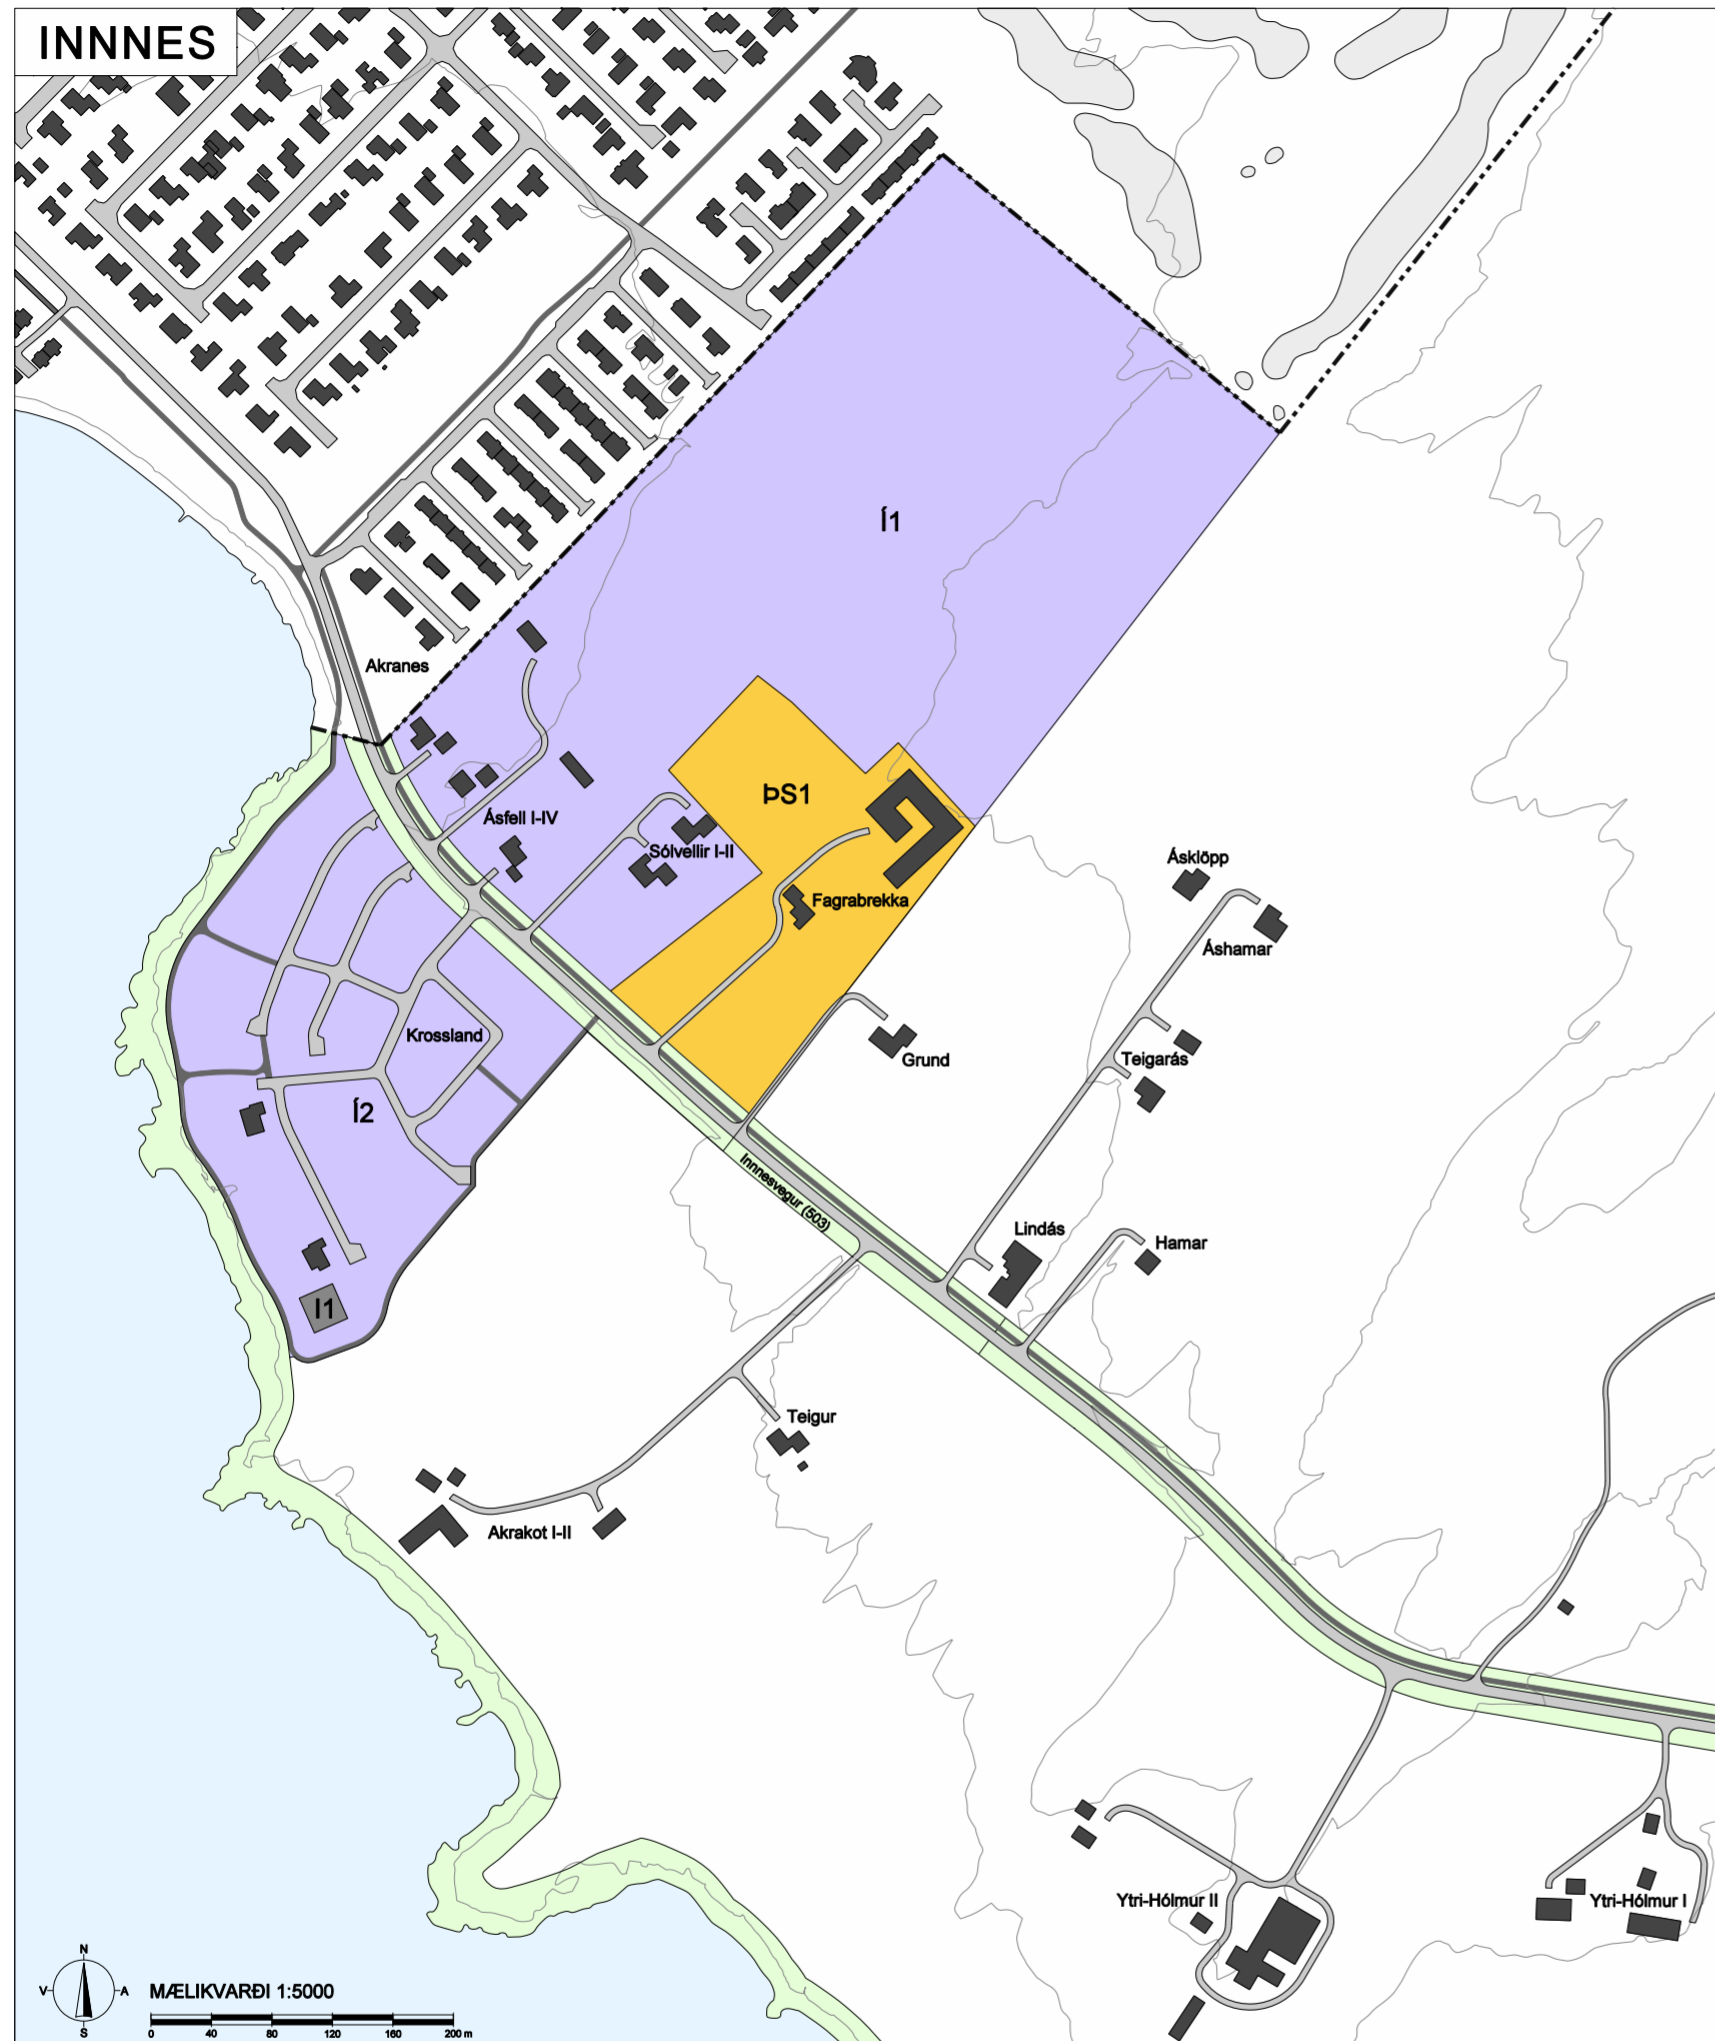 INNNES
Í1
Akranes
ÞS1
Ásfell I-IV
Sólvellir I-II
Fagrabrekka
Ásklöpp
Áshamar
Krossland
Grund
Teigarás
Í2
Innnesvegur (503)
Lindás
Hamar
I1
Teigur
Akrakot I-II
Ytri-Hólmur II
Ytri-Hólmur I
N
V
A
S
MÆLIKVARÐI 1:5000
0 40 80 120 160 200 m